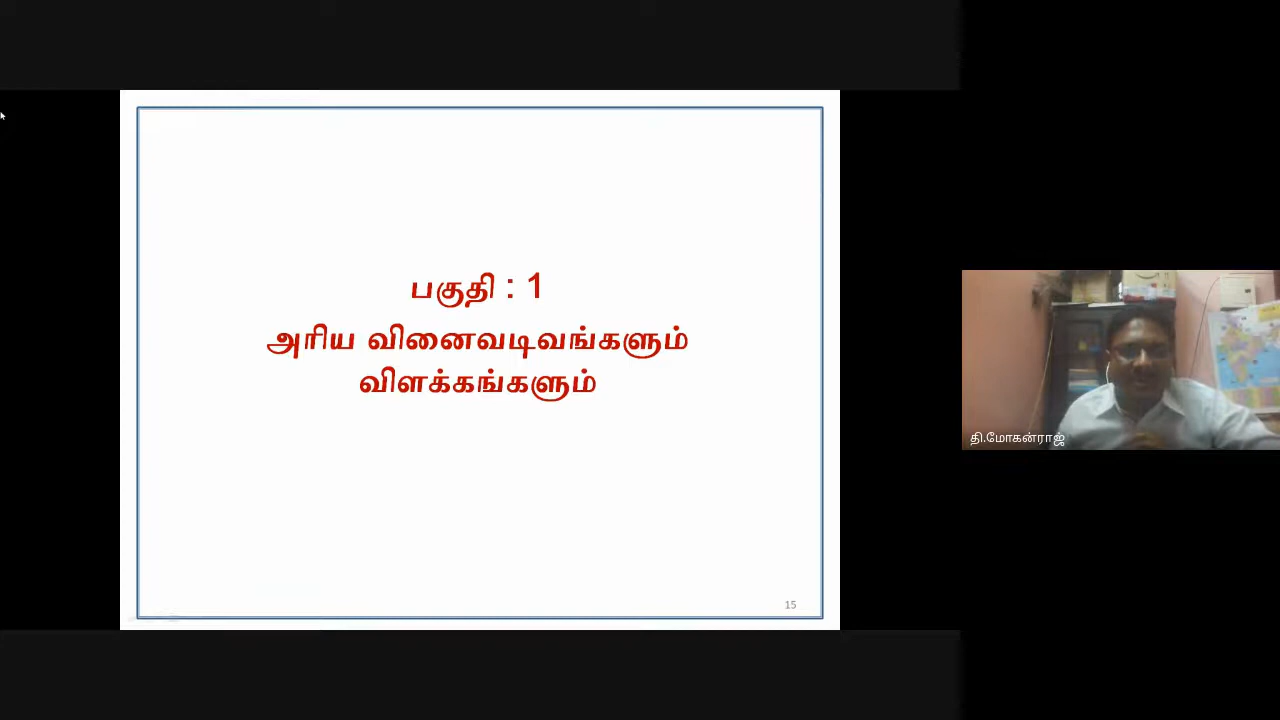 பகுதி : 1
அரிய வினைவடிவங்களும்
விளக்கங்களும்
15
தி.மோகன்ராஜ்